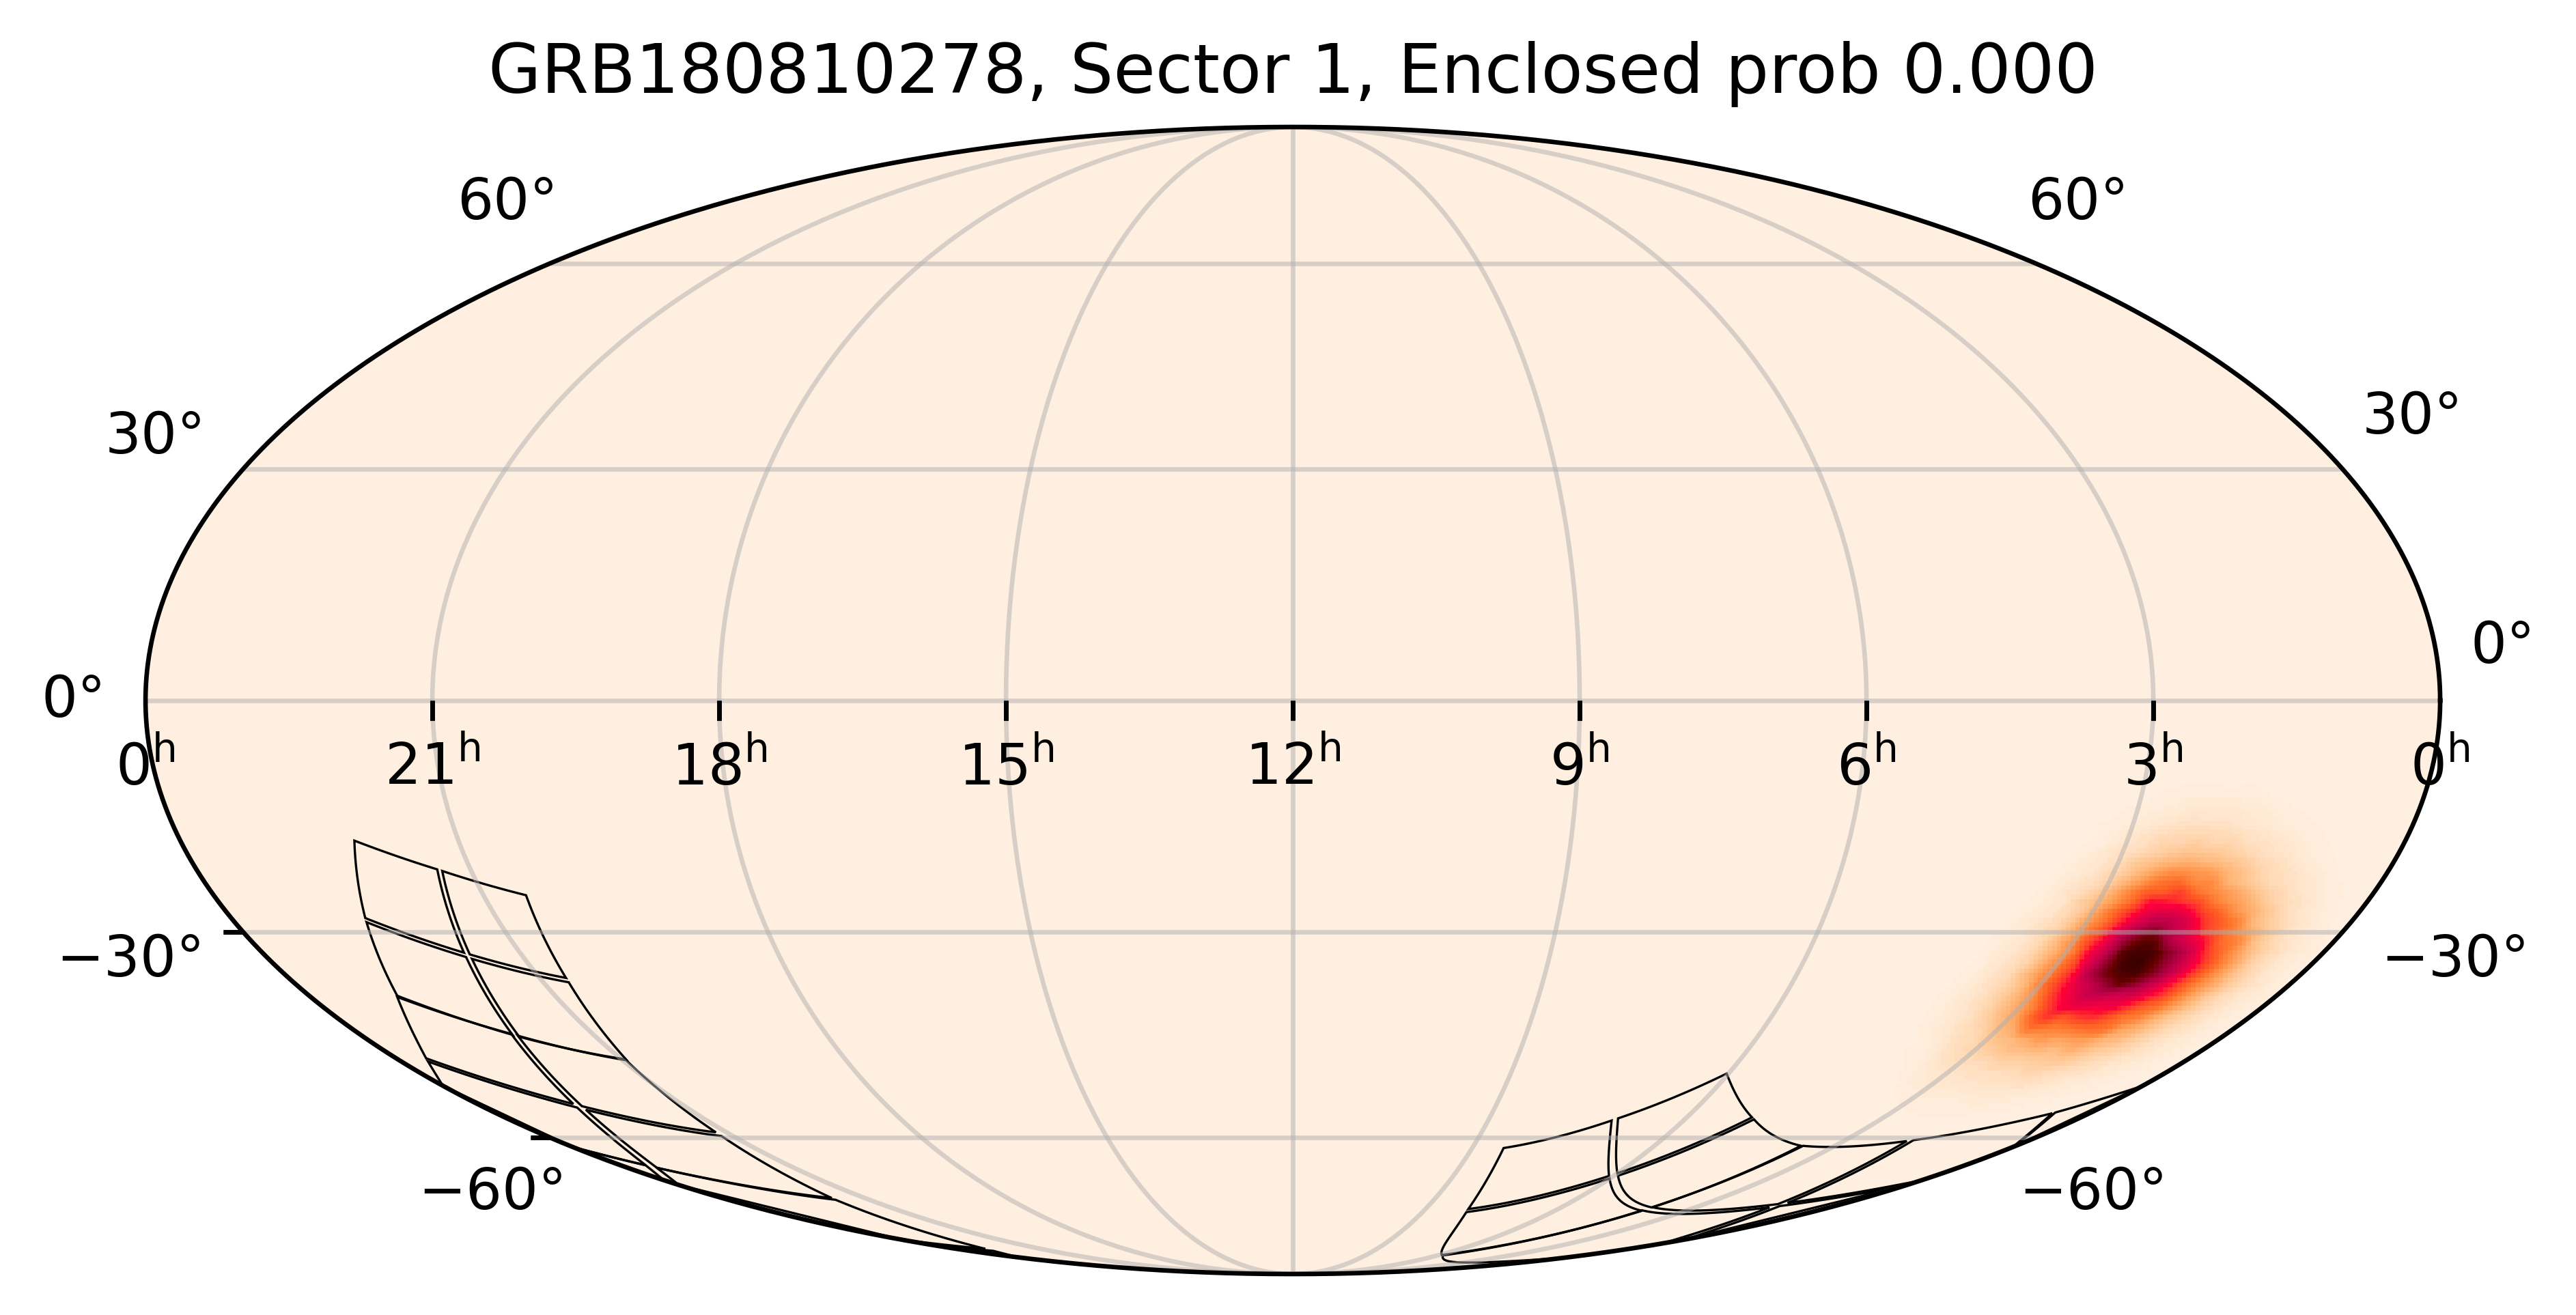 GRB180810278, Sector 1, Enclosed prob 0.000
60° 60°
30° 30°
0° 0°
0ʰ 21ʰ 18ʰ 15ʰ 12ʰ 9ʰ 6ʰ 3ʰ 0ʰ
−30° −30°
−60° −60°